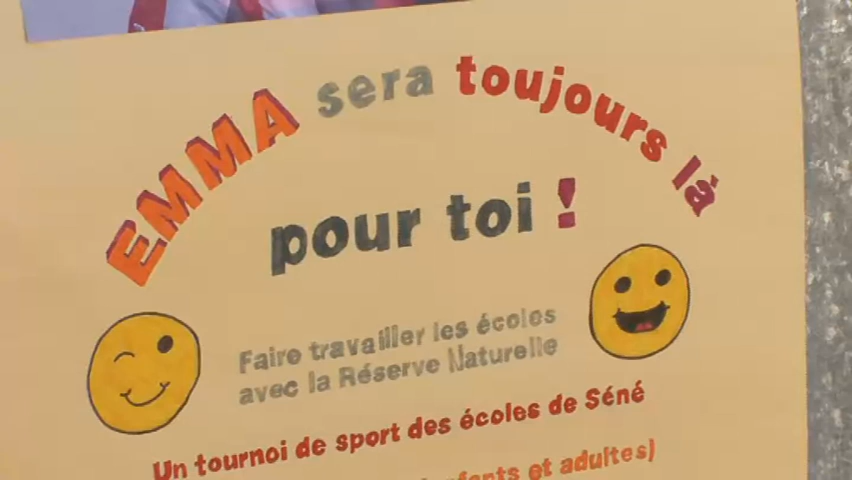 EMMA sera toujours là
pour toi !
Faire travailler les écoles
avec la Réserve Naturelle
Un tournoi de sport des écoles de Séné
et adultes)